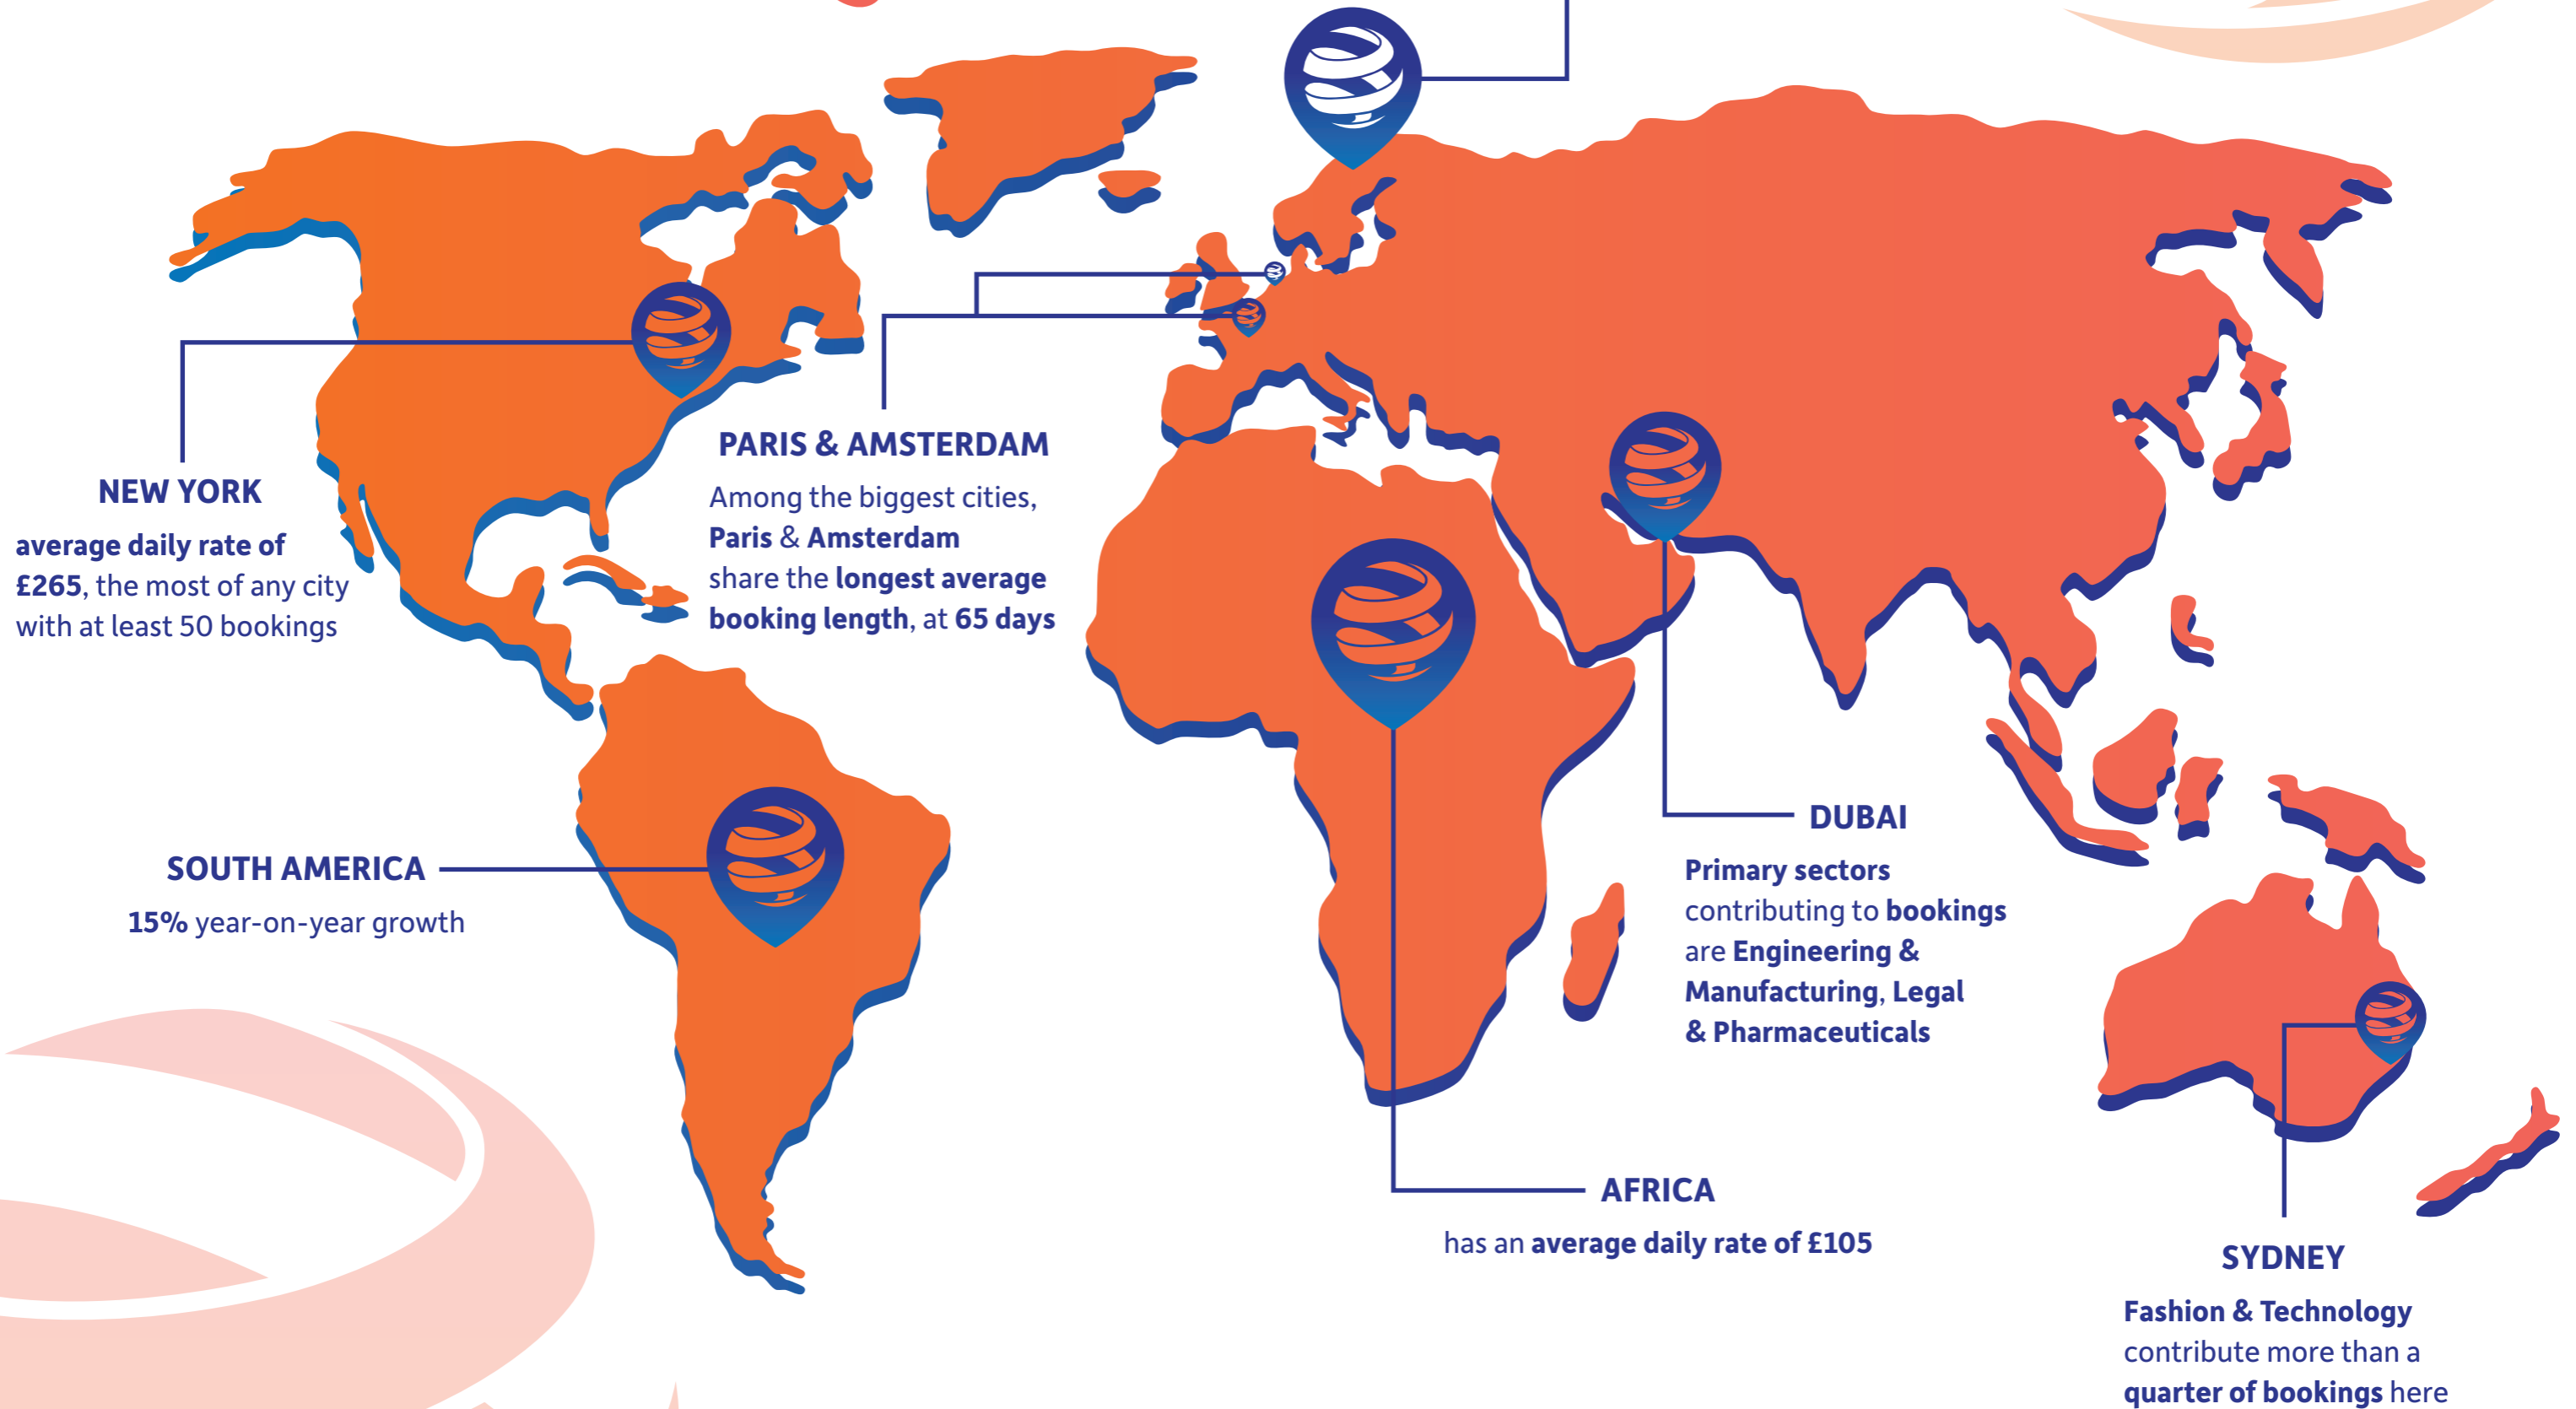 NEW YORK
average daily rate of
£265, the most of any city
with at least 50 bookings
PARIS & AMSTERDAM
Among the biggest cities,
Paris & Amsterdam
share the longest average
booking length, at 65 days
SOUTH AMERICA
15% year-on-year growth
DUBAI
Primary sectors
contributing to bookings
are Engineering &
Manufacturing, Legal
& Pharmaceuticals
AFRICA
has an average daily rate of £105
SYDNEY
Fashion & Technology
contribute more than a
quarter of bookings here